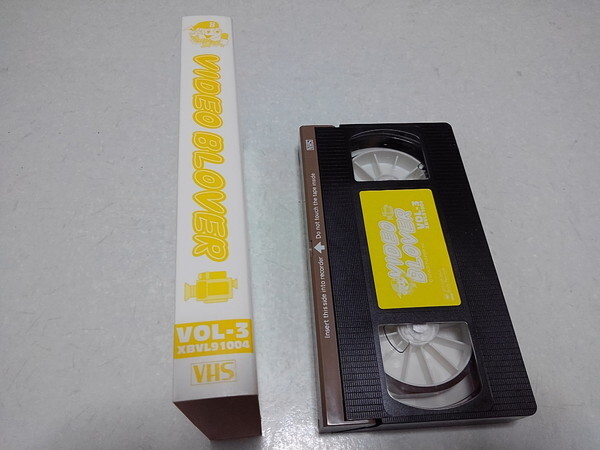 VIDEO BLOVER
VOL-3
XBVL91004
VHS
VHS
Insert this side into recorder
Do not touch the tape inside
VIDEO
BLOVER
VOL-3